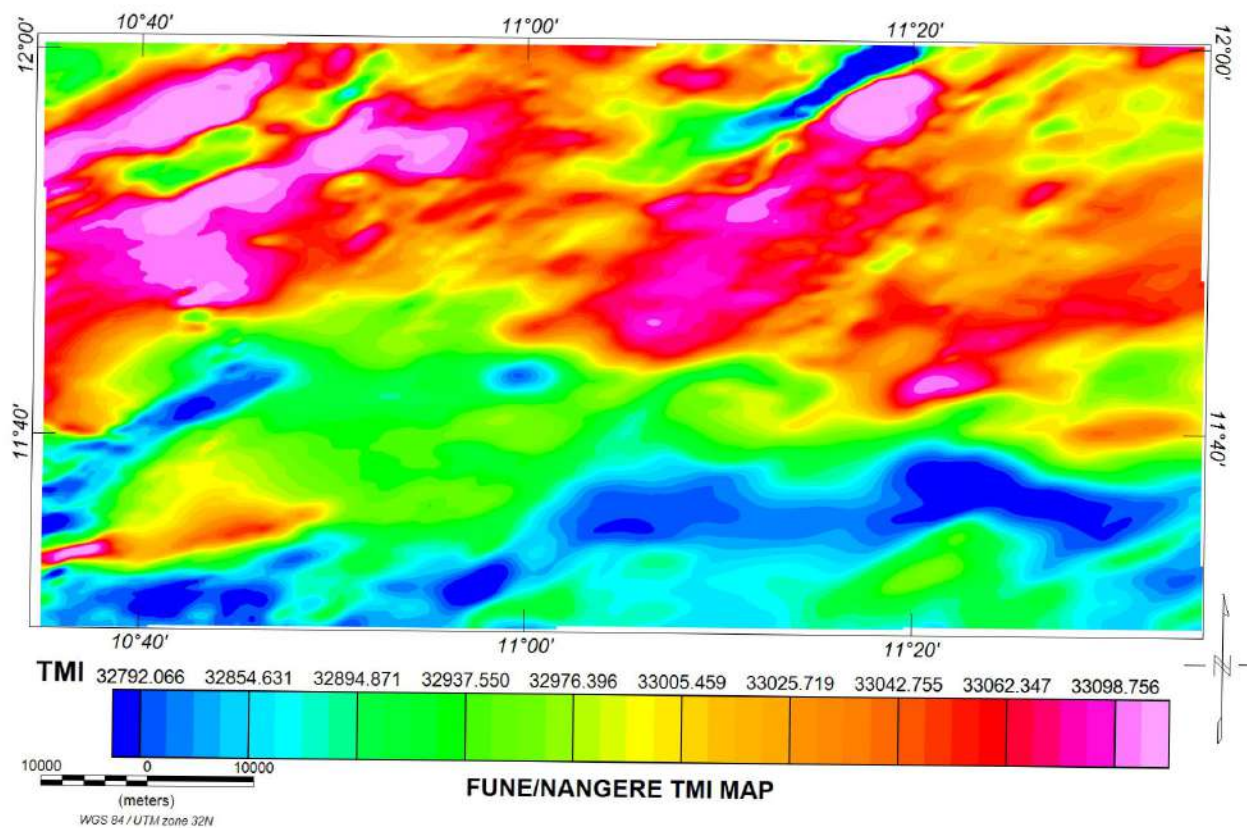 10°40' 11°00' 11°20'
12°00' 12°00'
11°40' 11°40'
10°40' 11°00' 11°20'
TMI 32792.066 32854.631 32894.871 32937.550 32976.396 33005.459 33025.719 33042.755 33062.347 33098.756
10000 0 10000
(meters)
WGS 84 / UTM zone 32N
FUNE/NANGERE TMI MAP
N